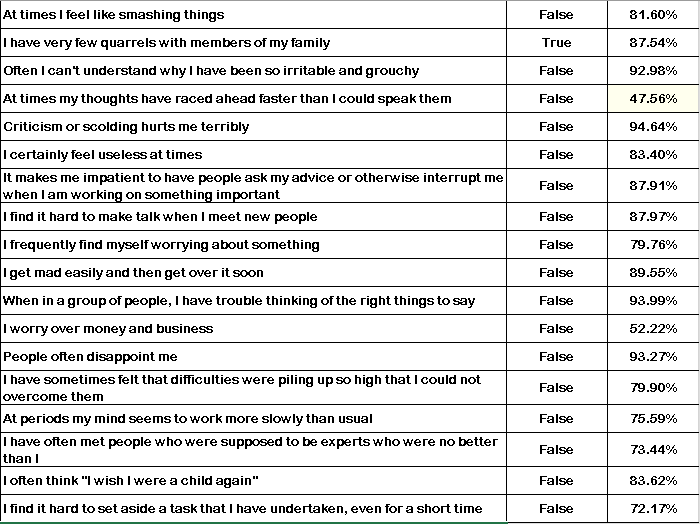 At times I feel like smashing things False 81.60%
I have very few quarrels with members of my family True 87.54%
Often I can't understand why I have been so irritable and grouchy False 92.98%
At times my thoughts have raced ahead faster than I could speak them False 47.56%
Criticism or scolding hurts me terribly False 94.64%
I certainly feel useless at times False 83.40%
It makes me impatient to have people ask my advice or otherwise interrupt me
when I am working on something important False 87.91%
I find it hard to make talk when I meet new people False 87.97%
I frequently find myself worrying about something False 79.76%
I get mad easily and then get over it soon False 89.55%
When in a group of people, I have trouble thinking of the right things to say False 93.99%
I worry over money and business False 52.22%
People often disappoint me False 93.27%
I have sometimes felt that difficulties were piling up so high that I could not
overcome them False 79.90%
At periods my mind seems to work more slowly than usual False 75.59%
I have often met people who were supposed to be experts who were no better
than I False 73.44%
I often think "I wish I were a child again" False 83.62%
I find it hard to set aside a task that I have undertaken, even for a short time False 72.17%